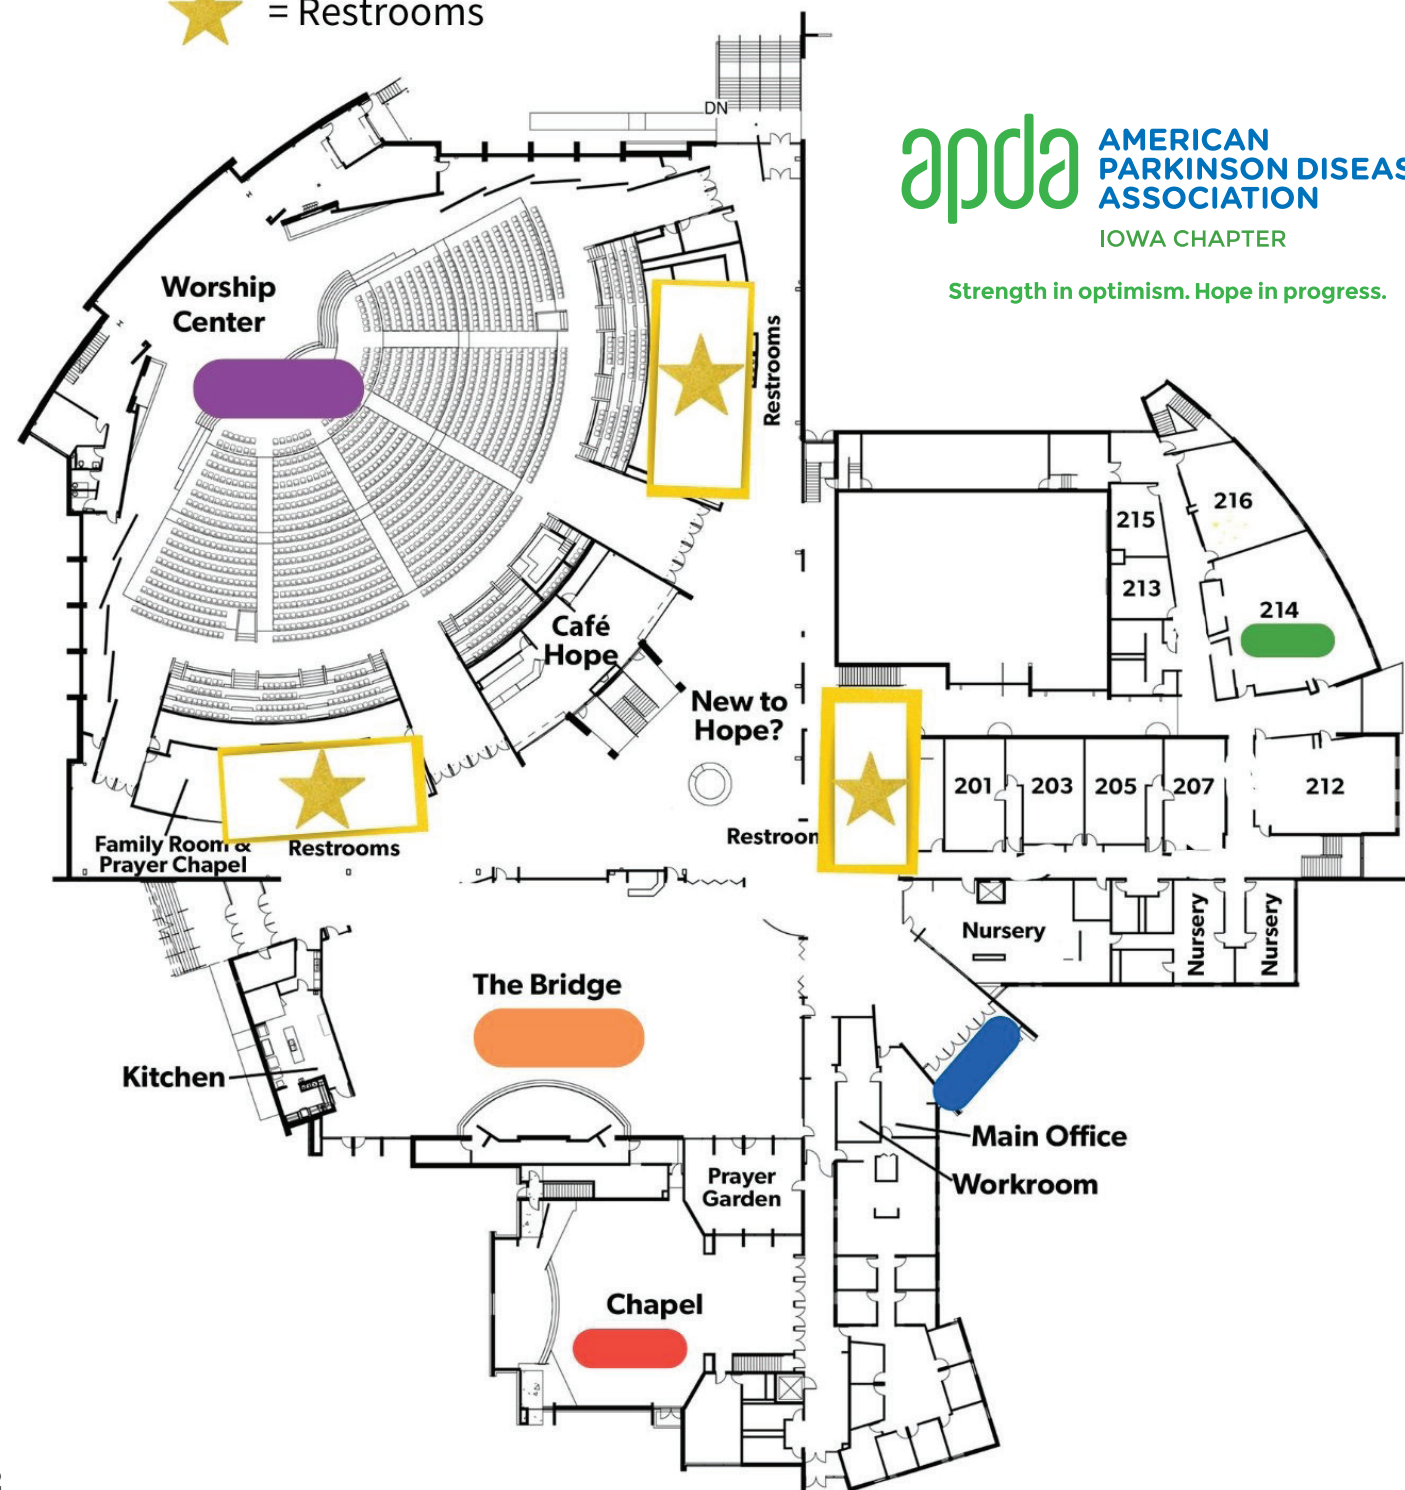 = Restrooms
DN
apda
AMERICAN
PARKINSON DISEAS
ASSOCIATION
IOWA CHAPTER
Strength in optimism. Hope in progress.
Worship
Center
Restrooms
216
215
213
214
Café
Hope
New to
Hope?
201
203
205
207
212
Restroom
Family Room &
Prayer Chapel
Restrooms
Nursery
Nursery
Nursery
The Bridge
Kitchen
Main Office
Workroom
Prayer
Garden
Chapel